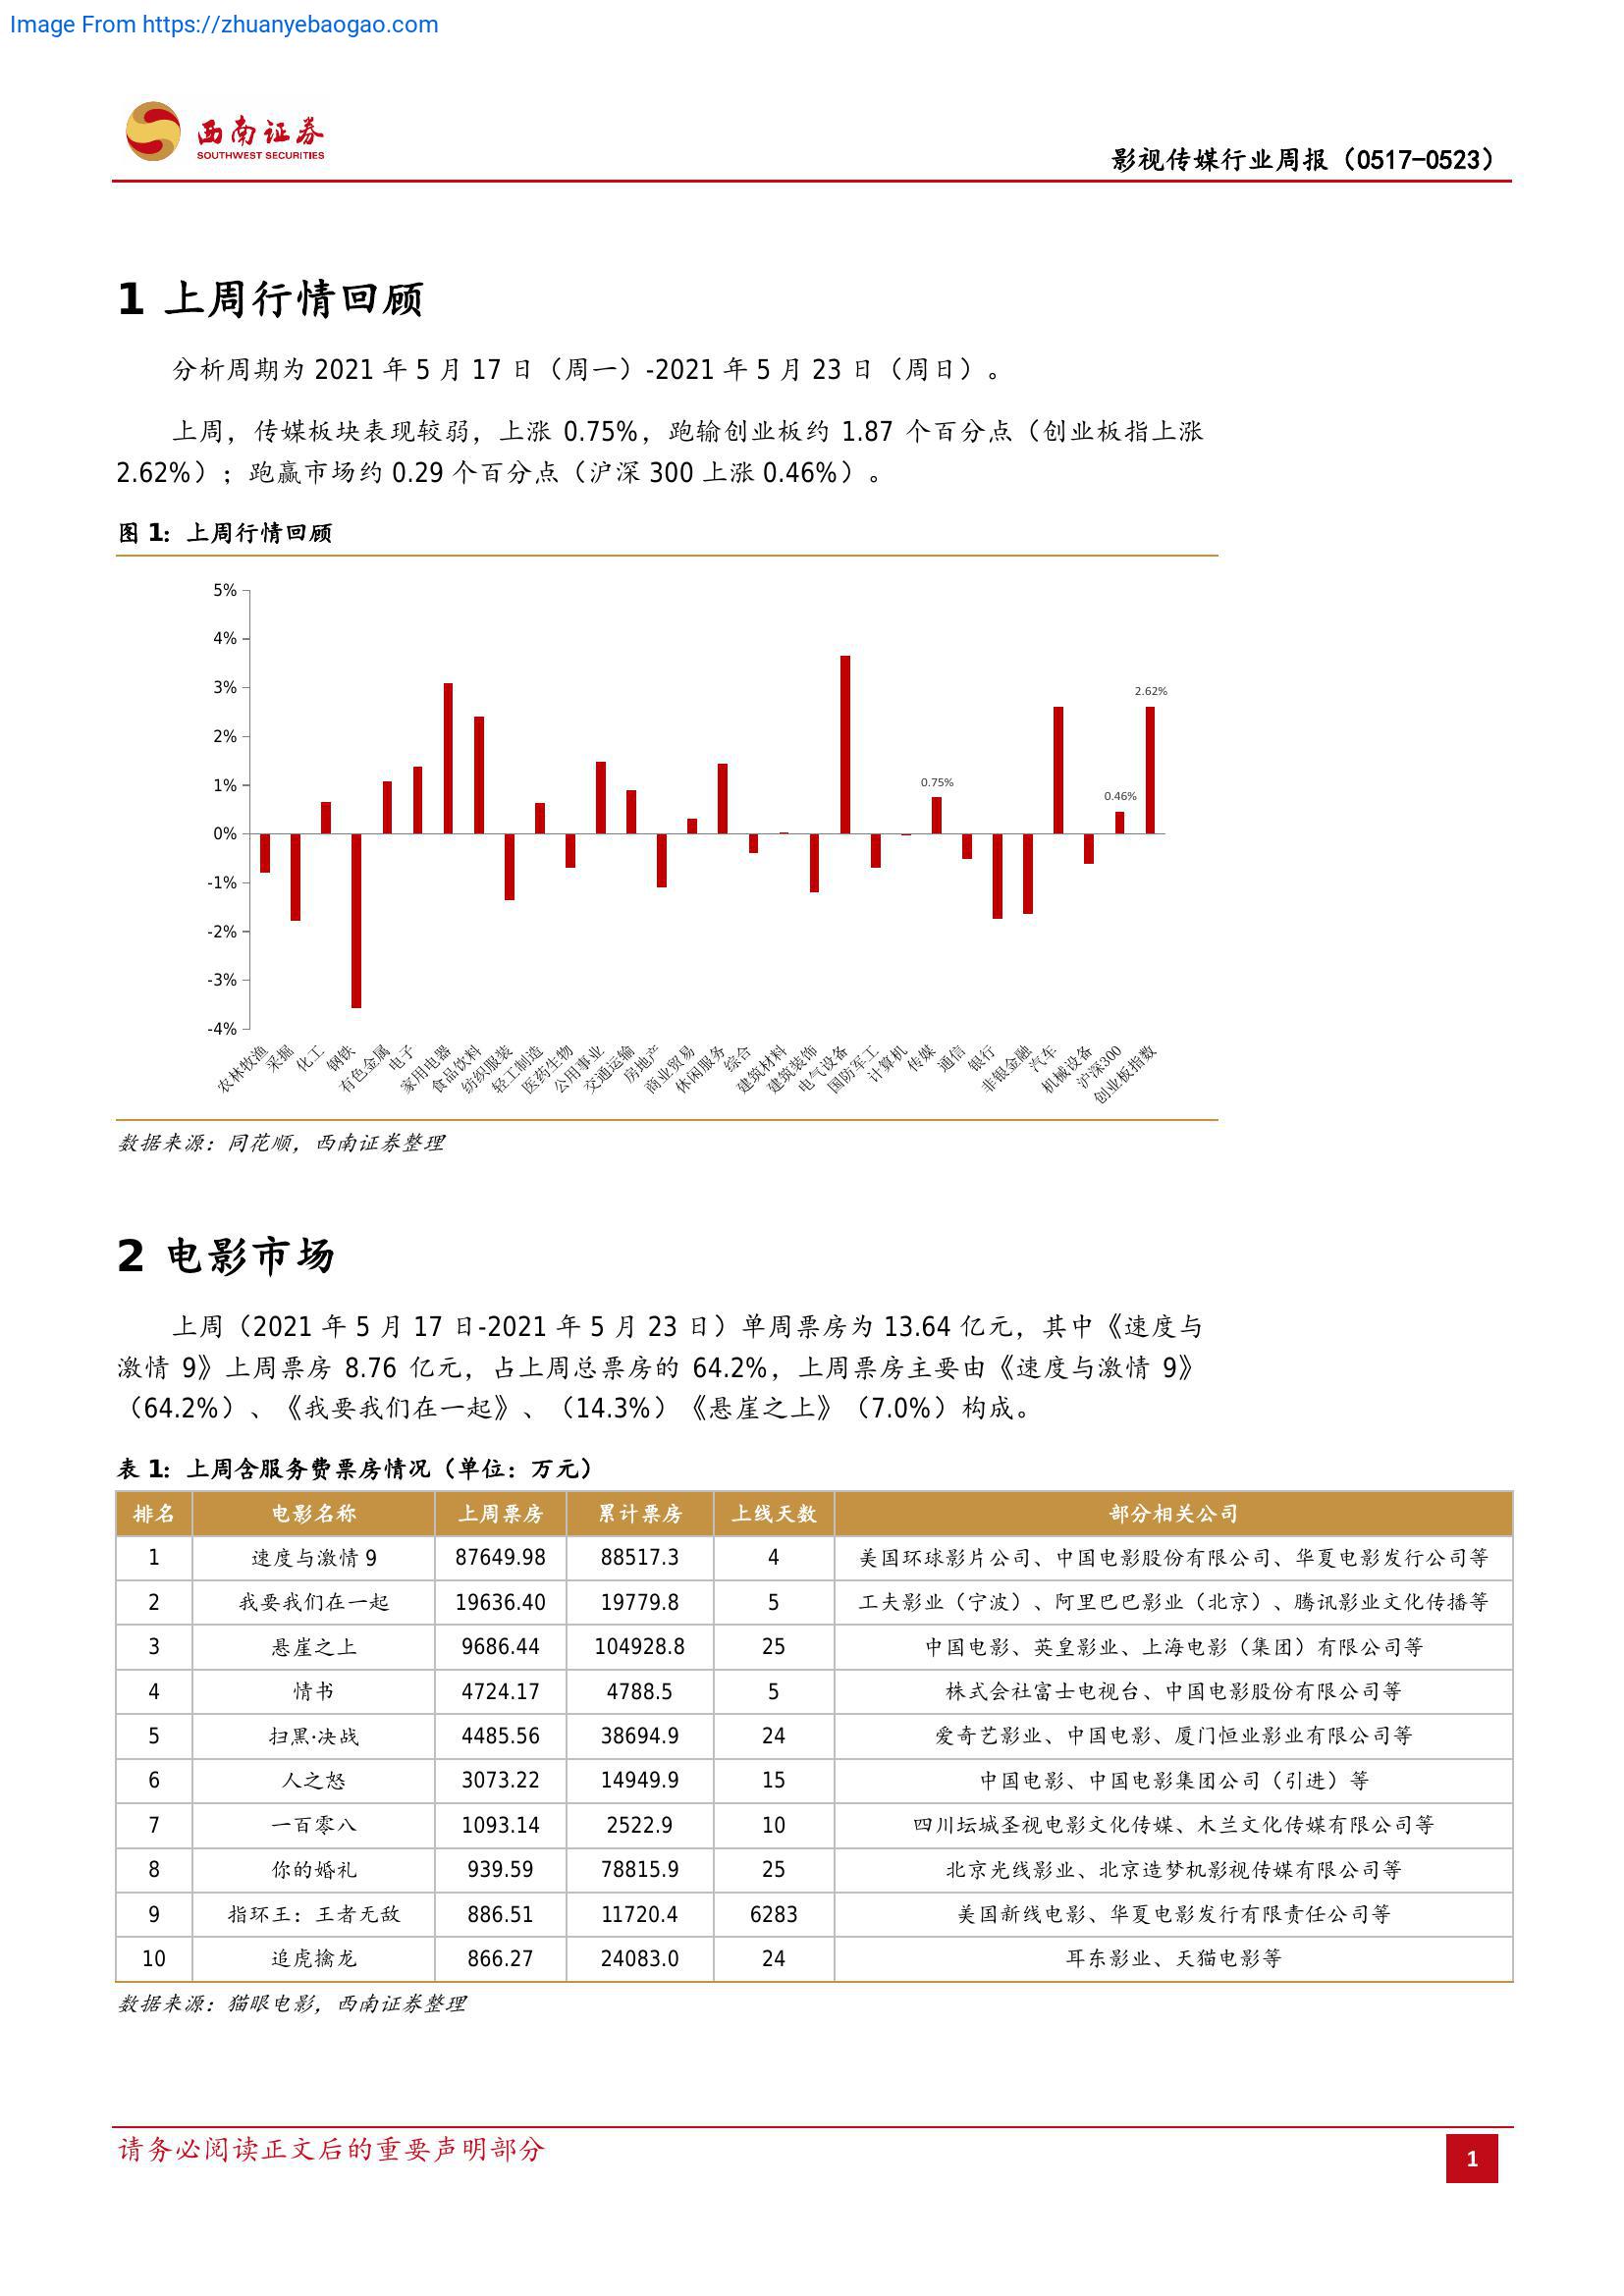 Image From https://zhuanyebaogao.com
西南证券
SOUTHWEST SECURITIES
影视传媒行业周报（0517-0523）
1 上周行情回顾
分析周期为 2021 年 5 月 17 日（周一）-2021 年 5 月 23 日（周日）。
上周，传媒板块表现较弱，上涨 0.75%，跑输创业板约 1.87 个百分点（创业板指上涨
2.62%）；跑赢市场约 0.29 个百分点（沪深 300 上涨 0.46%）。
图 1：上周行情回顾
5%
4%
3%
2%
1%
0%
-1%
-2%
-3%
-4%
0.75%
0.46%
2.62%
农林牧渔
采掘
化工
钢铁
有色金属
电子
家用电器
食品饮料
纺织服装
轻工制造
医药生物
公用事业
交通运输
房地产
商业贸易
休闲服务
综合
建筑材料
建筑装饰
电气设备
国防军工
计算机
传媒
通信
银行
非银金融
汽车
机械设备
沪深300
创业板指数
数据来源：同花顺，西南证券整理
2 电影市场
上周（2021 年 5 月 17 日-2021 年 5 月 23 日）单周票房为 13.64 亿元，其中《速度与
激情 9》上周票房 8.76 亿元，占上周总票房的 64.2%，上周票房主要由《速度与激情 9》
（64.2%）、《我要我们在一起》、（14.3%）《悬崖之上》（7.0%）构成。
表 1：上周含服务费票房情况（单位：万元）
排名 电影名称 上周票房 累计票房 上线天数 部分相关公司
1 速度与激情 9 87649.98 88517.3 4 美国环球影片公司、中国电影股份有限公司、华夏电影发行公司等
2 我要我们在一起 19636.40 19779.8 5 工夫影业（宁波）、阿里巴巴影业（北京）、腾讯影业文化传播等
3 悬崖之上 9686.44 104928.8 25 中国电影、英皇影业、上海电影（集团）有限公司等
4 情书 4724.17 4788.5 5 株式会社富士电视台、中国电影股份有限公司等
5 扫黑·决战 4485.56 38694.9 24 爱奇艺影业、中国电影、厦门恒业影业有限公司等
6 人之怒 3073.22 14949.9 15 中国电影、中国电影集团公司（引进）等
7 一百零八 1093.14 2522.9 10 四川坛城圣视电影文化传媒、木兰文化传媒有限公司等
8 你的婚礼 939.59 78815.9 25 北京光线影业、北京造梦机影视传媒有限公司等
9 指环王：王者无敌 886.51 11720.4 6283 美国新线电影、华夏电影发行有限责任公司等
10 追虎擒龙 866.27 24083.0 24 耳东影业、天猫电影等
数据来源：猫眼电影，西南证券整理
请务必阅读正文后的重要声明部分
1